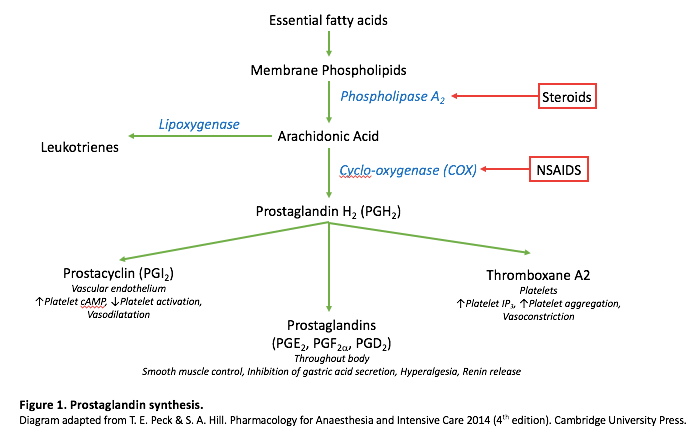 Essential fatty acids
Membrane Phospholipids
Phospholipase A₂
Steroids
Lipoxygenase
Arachidonic Acid
Leukotrienes
Cyclo-oxygenase (COX)
NSAIDS
Prostaglandin H₂ (PGH₂)
Prostacyclin (PGI₂)
Vascular endothelium
↑Platelet cAMP, ↓Platelet activation,
Vasodilatation
Thromboxane A2
Platelets
↑Platelet IP₃, ↑Platelet aggregation,
Vasoconstriction
Prostaglandins
(PGE₂, PGF₂α, PGD₂)
Throughout body
Smooth muscle control, Inhibition of gastric acid secretion, Hyperalgesia, Renin release
Figure 1. Prostaglandin synthesis.
Diagram adapted from T. E. Peck & S. A. Hill. Pharmacology for Anaesthesia and Intensive Care 2014 (4th edition). Cambridge University Press.